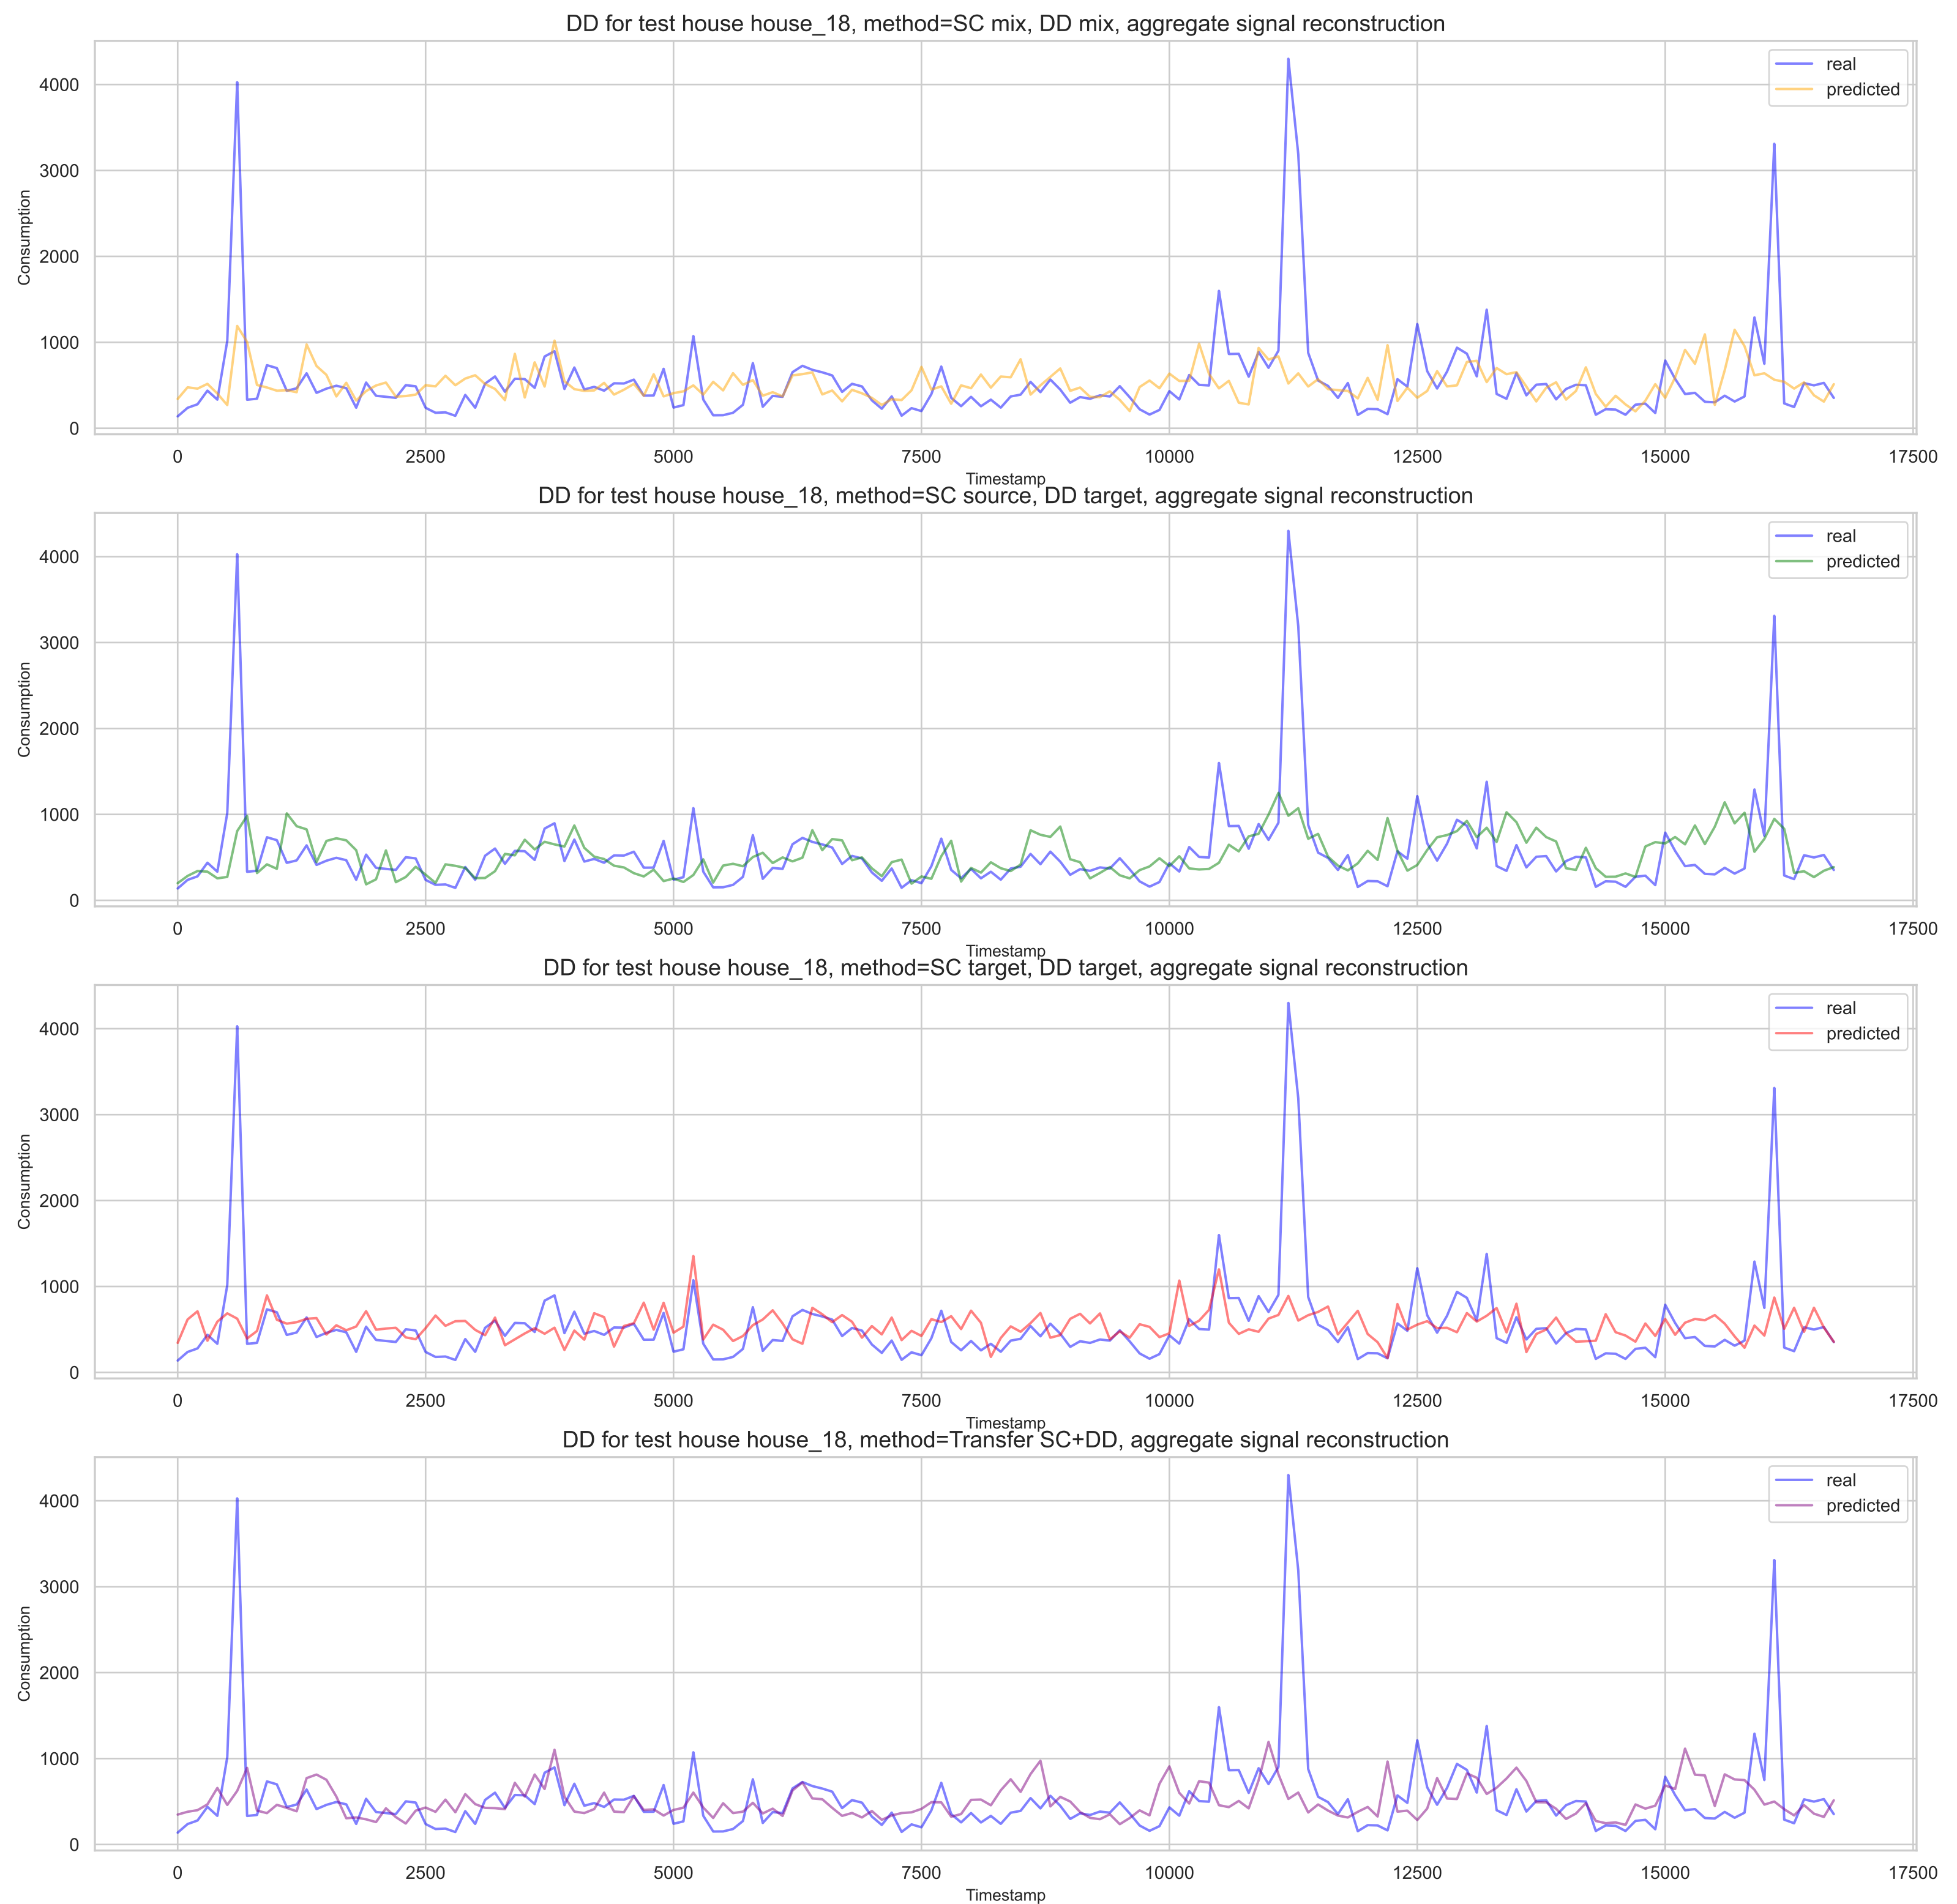 DD for test house house_18, method=SC mix, DD mix, aggregate signal reconstruction
real
predicted
4000
3000
2000
1000
0
Consumption
0 2500 5000 7500 10000 12500 15000 17500
Timestamp
DD for test house house_18, method=SC source, DD target, aggregate signal reconstruction
real
predicted
4000
3000
2000
1000
0
Consumption
0 2500 5000 7500 10000 12500 15000 17500
Timestamp
DD for test house house_18, method=SC target, DD target, aggregate signal reconstruction
real
predicted
4000
3000
2000
1000
0
Consumption
0 2500 5000 7500 10000 12500 15000 17500
Timestamp
DD for test house house_18, method=Transfer SC+DD, aggregate signal reconstruction
real
predicted
4000
3000
2000
1000
0
Consumption
0 2500 5000 7500 10000 12500 15000 17500
Timestamp